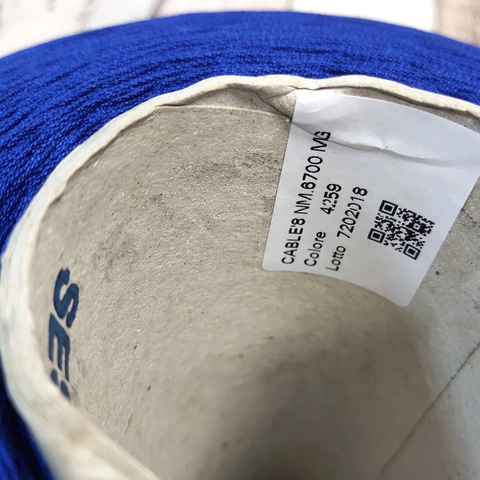 CABLE8 NM.6700 MG
Colore 4259
Lotto 7202018